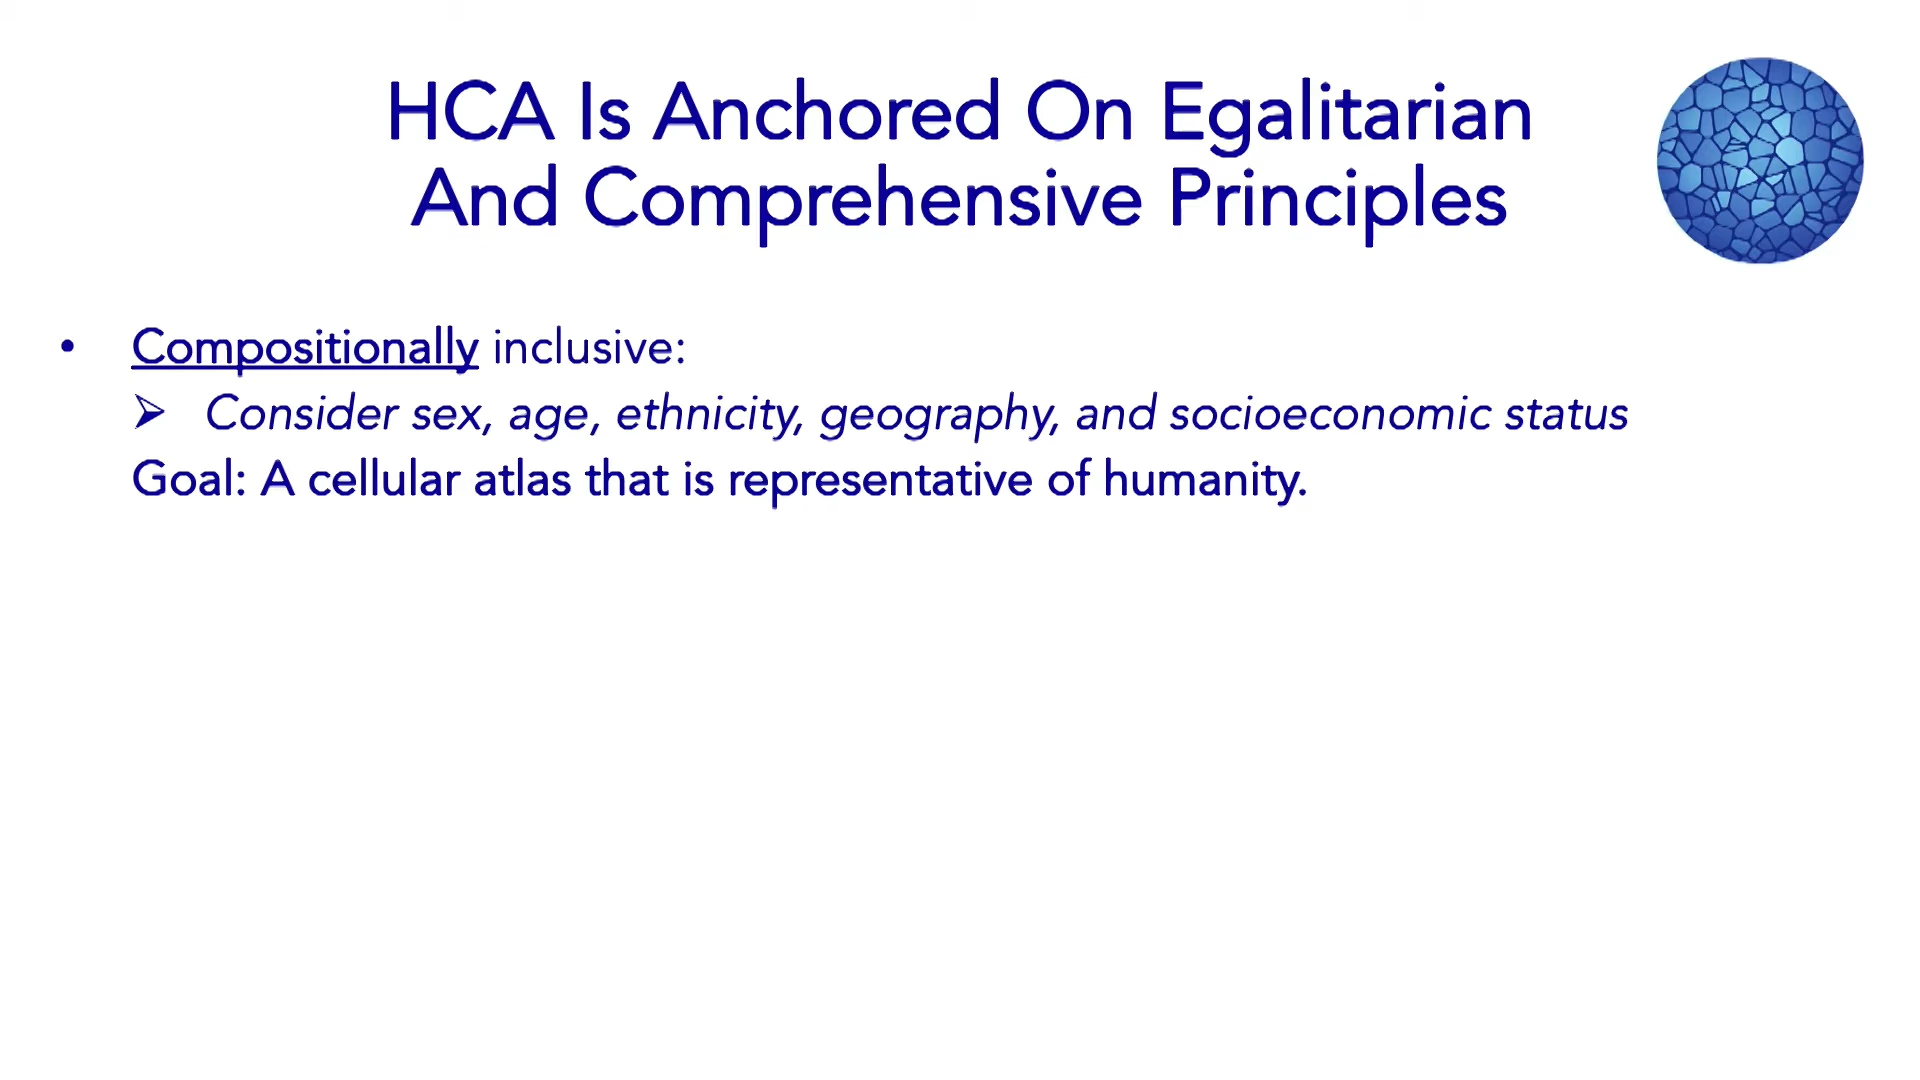 HCA Is Anchored On Egalitarian
And Comprehensive Principles
• Compositionally inclusive:
➢ Consider sex, age, ethnicity, geography, and socioeconomic status
Goal: A cellular atlas that is representative of humanity.